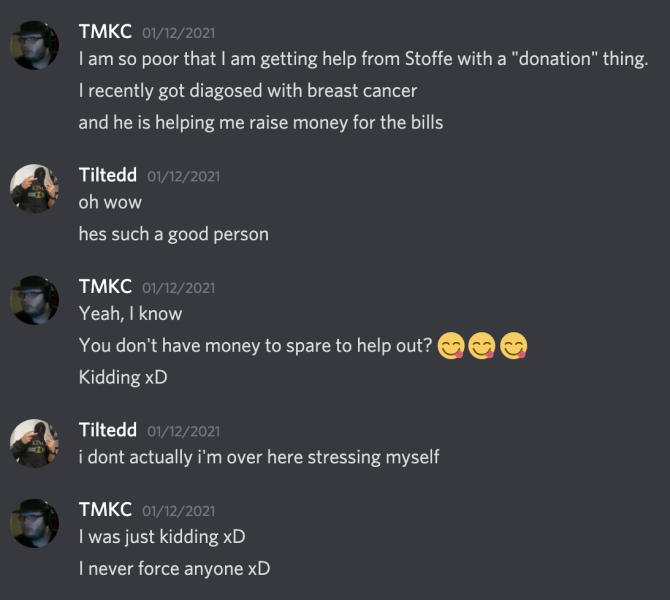 TMKC 01/12/2021
I am so poor that I am getting help from Stoffe with a "donation" thing.
I recently got diagosed with breast cancer
and he is helping me raise money for the bills
Tiltedd 01/12/2021
oh wow
hes such a good person
TMKC 01/12/2021
Yeah, I know
You don't have money to spare to help out? 😋😋😋
Kidding xD
Tiltedd 01/12/2021
i dont actually i'm over here stressing myself
TMKC 01/12/2021
I was just kidding xD
I never force anyone xD